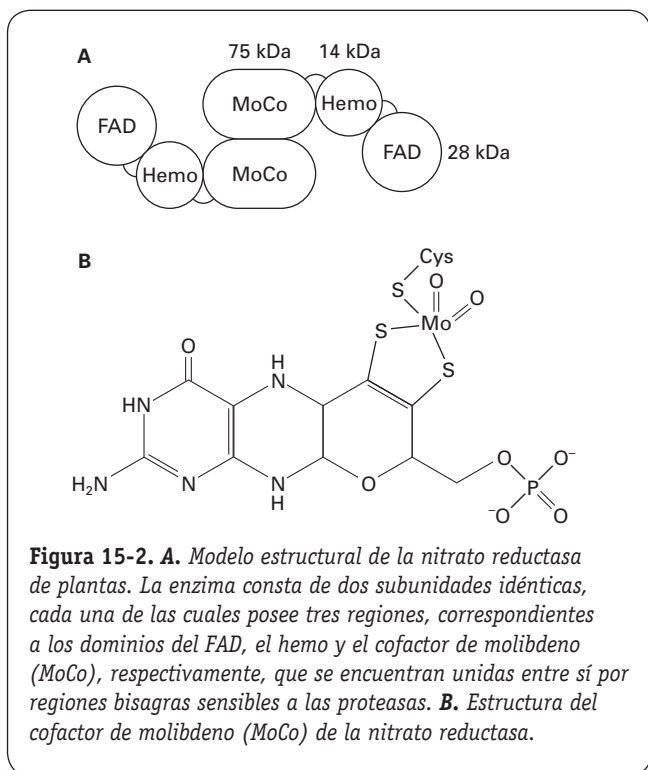 A
75 kDa 14 kDa
MoCo Hemo
FAD
FAD 28 kDa
Hemo MoCo
B
Cys
S O O
Mo
S
S
O H
N
HN
H₂N N N
H
O
O O⁻
P
⁻O O
Figura 15-2. A. Modelo estructural de la nitrato reductasa
de plantas. La enzima consta de dos subunidades idénticas,
cada una de las cuales posee tres regiones, correspondientes
a los dominios del FAD, el hemo y el cofactor de molibdeno
(MoCo), respectivamente, que se encuentran unidas entre sí por
regiones bisagras sensibles a las proteasas. B. Estructura del
cofactor de molibdeno (MoCo) de la nitrato reductasa.